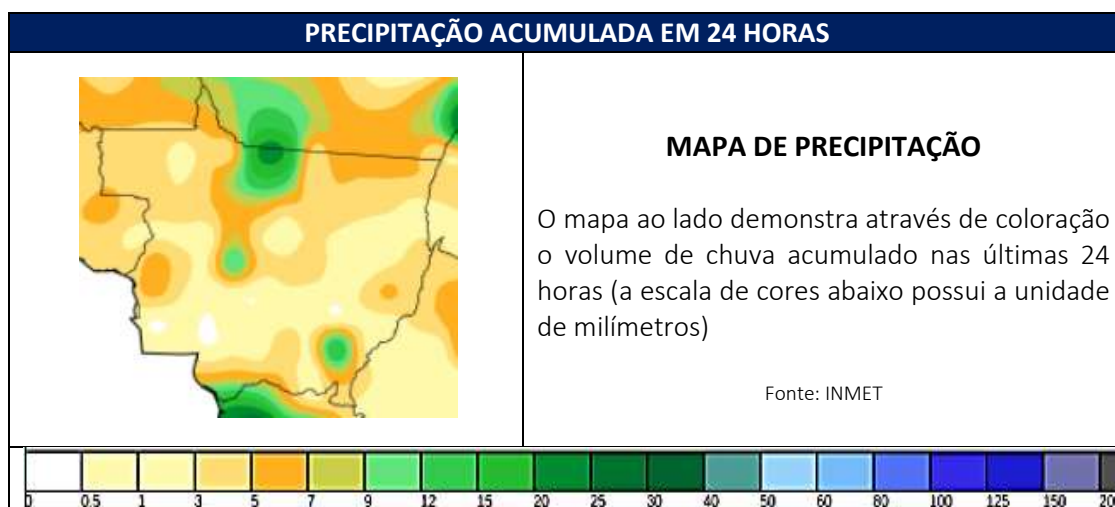 PRECIPITAÇÃO ACUMULADA EM 24 HORAS
MAPA DE PRECIPITAÇÃO
O mapa ao lado demonstra através de coloração
o volume de chuva acumulado nas últimas 24
horas (a escala de cores abaixo possui a unidade
de milímetros)
Fonte: INMET
0 0.5 1 3 5 7 9 12 15 20 25 30 40 50 60 80 100 125 150